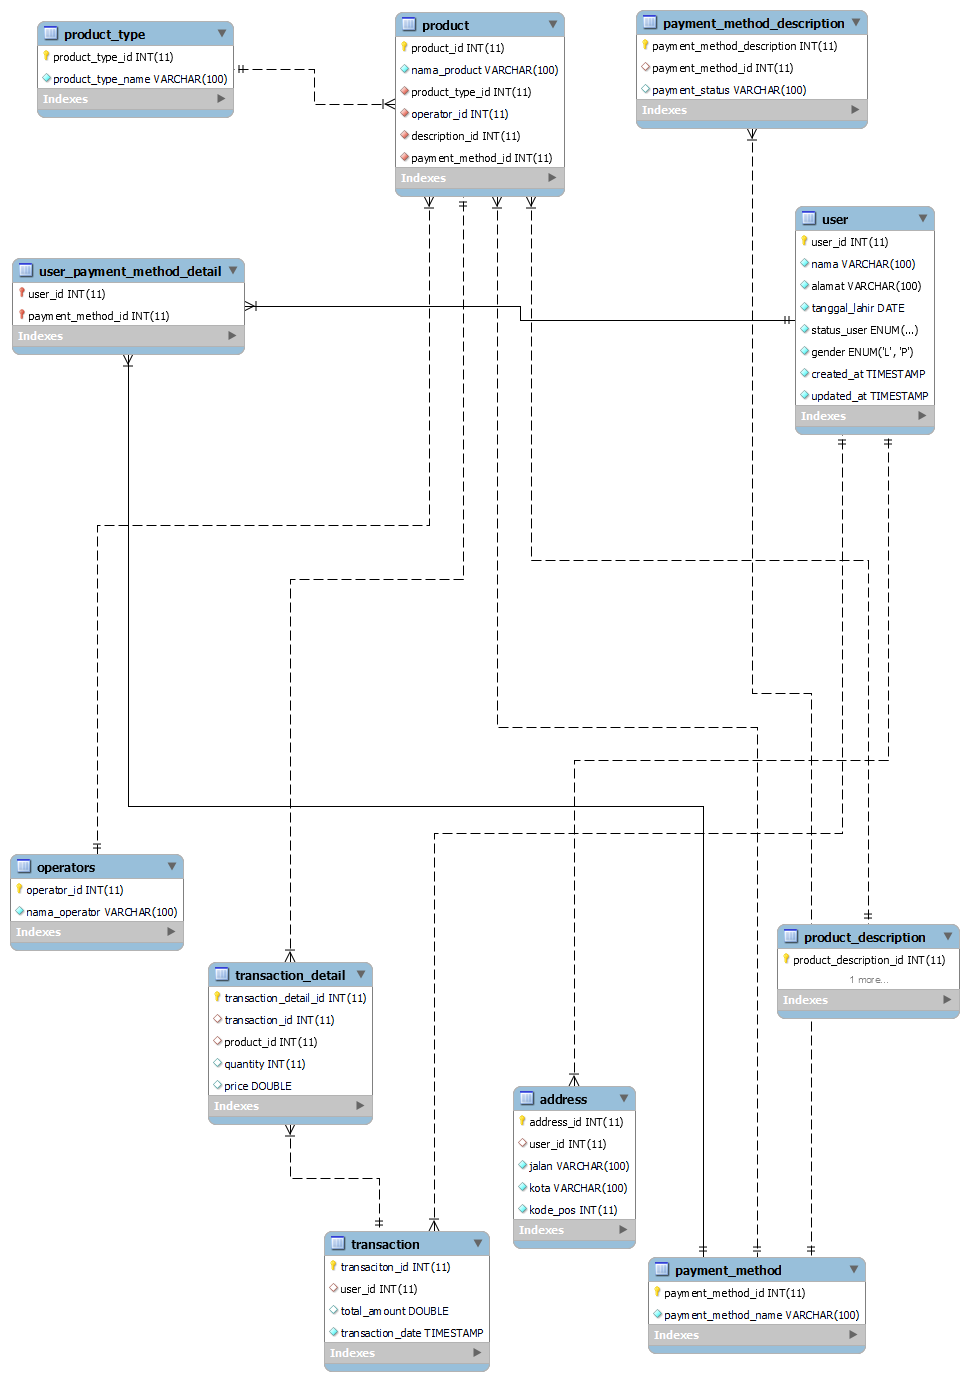 product_type
product_type_id INT(11)
product_type_name VARCHAR(100)
Indexes
product
product_id INT(11)
nama_product VARCHAR(100)
product_type_id INT(11)
operator_id INT(11)
description_id INT(11)
payment_method_id INT(11)
Indexes
payment_method_description
payment_method_description INT(11)
payment_method_id INT(11)
payment_status VARCHAR(100)
Indexes
user
user_id INT(11)
nama VARCHAR(100)
alamat VARCHAR(100)
tanggal_lahir DATE
status_user ENUM(...)
gender ENUM('L', 'P')
created_at TIMESTAMP
updated_at TIMESTAMP
Indexes
user_payment_method_detail
user_id INT(11)
payment_method_id INT(11)
Indexes
operators
operator_id INT(11)
nama_operator VARCHAR(100)
Indexes
product_description
product_description_id INT(11)
1 more...
Indexes
transaction_detail
transaction_detail_id INT(11)
transaction_id INT(11)
product_id INT(11)
quantity INT(11)
price DOUBLE
Indexes
address
address_id INT(11)
user_id INT(11)
jalan VARCHAR(100)
kota VARCHAR(100)
kode_pos INT(11)
Indexes
transaction
transaciton_id INT(11)
user_id INT(11)
total_amount DOUBLE
transaction_date TIMESTAMP
Indexes
payment_method
payment_method_id INT(11)
payment_method_name VARCHAR(100)
Indexes